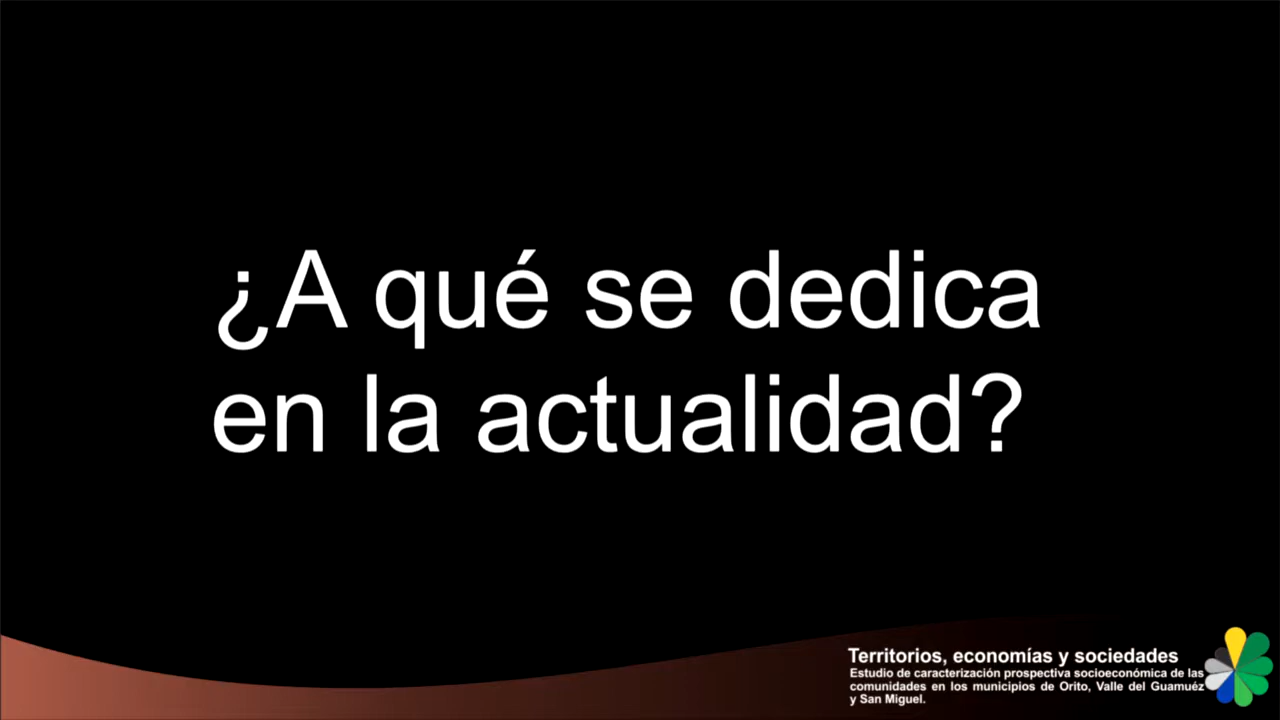 ¿A qué se dedica
en la actualidad?
Territorios, economías y sociedades
Estudio de caracterización prospectiva socioeconómica de las
comunidades en los municipios de Orito, Valle del Guamuéz
y San Miguel.